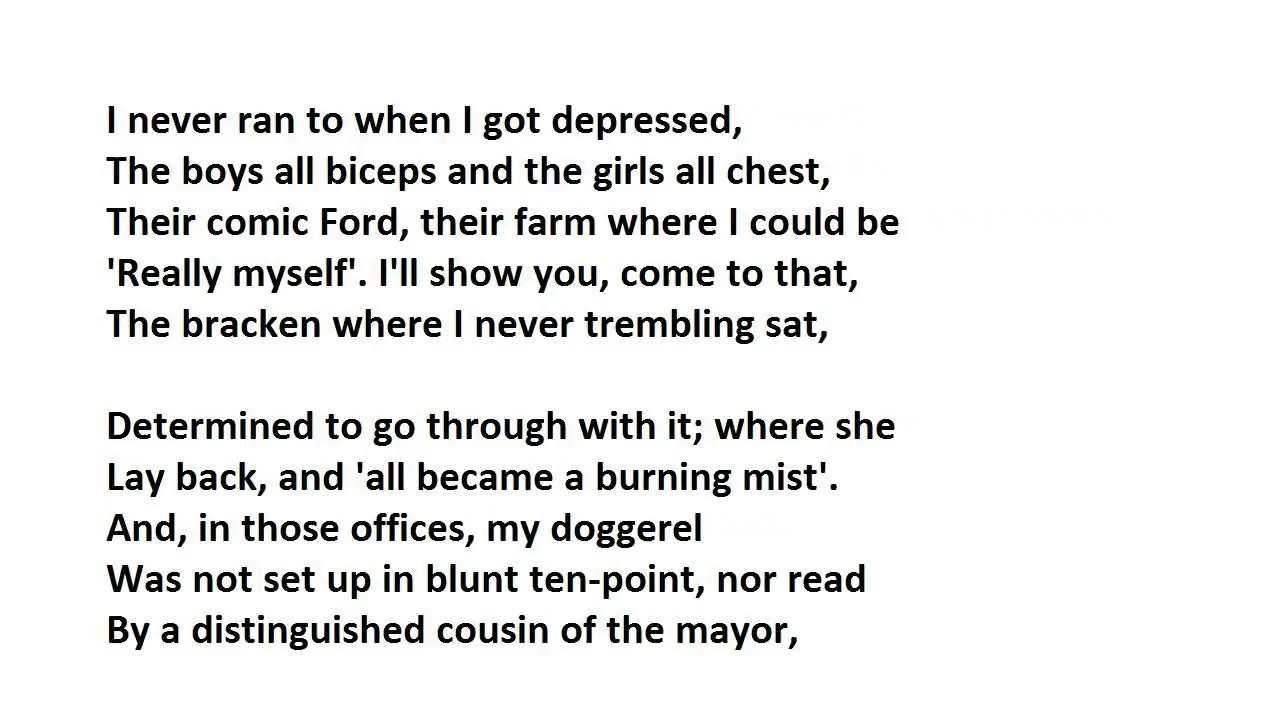 I never ran to when I got depressed,
The boys all biceps and the girls all chest,
Their comic Ford, their farm where I could be
'Really myself'. I'll show you, come to that,
The bracken where I never trembling sat,
Determined to go through with it; where she
Lay back, and 'all became a burning mist'.
And, in those offices, my doggerel
Was not set up in blunt ten-point, nor read
By a distinguished cousin of the mayor,